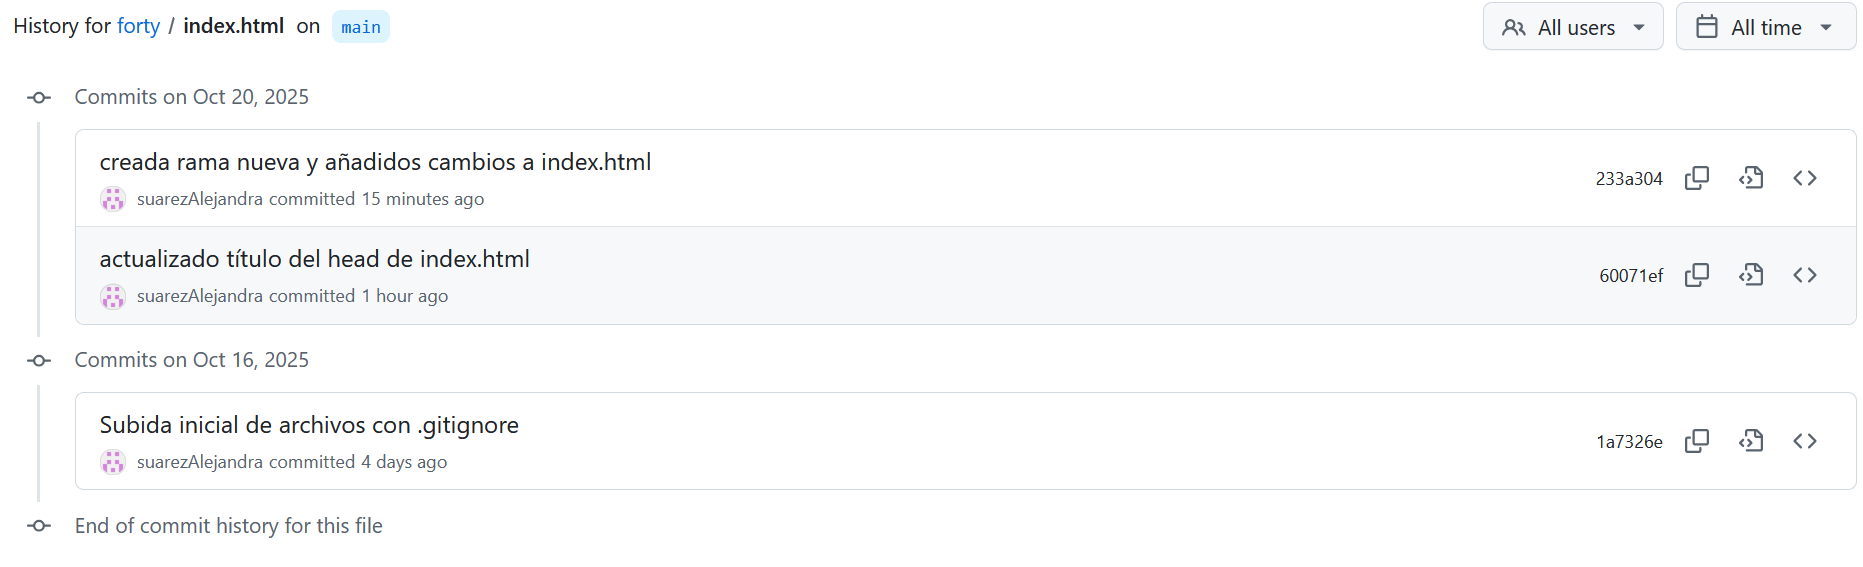 History for forty / index.html on main
All users
All time
Commits on Oct 20, 2025
creada rama nueva y añadidos cambios a index.html
suarezAlejandra committed 15 minutes ago
233a304
actualizado título del head de index.html
suarezAlejandra committed 1 hour ago
60071ef
Commits on Oct 16, 2025
Subida inicial de archivos con .gitignore
suarezAlejandra committed 4 days ago
1a7326e
End of commit history for this file